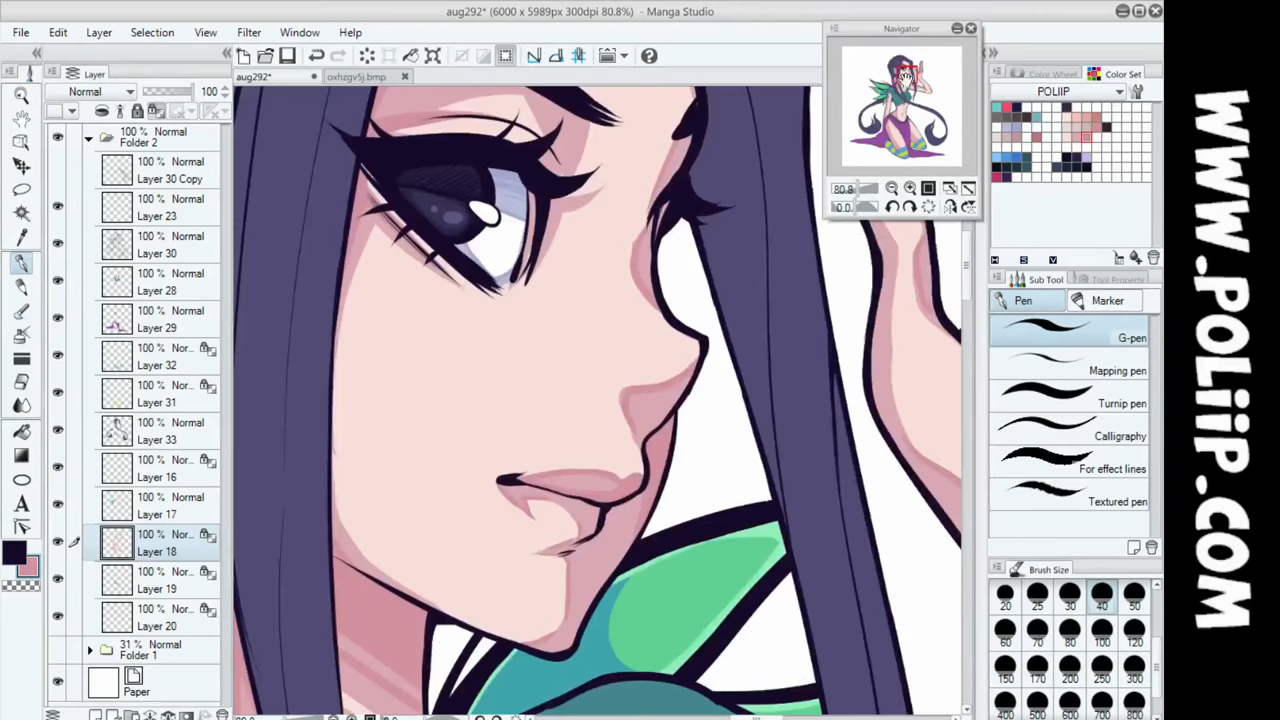 aug292* (6000 x 5989px 300dpi 80.8%) - Manga Studio
File Edit Layer Selection View Filter Window Help
aug292*
oxhzgv5j.bmp
Layer
Normal 100
100 % Normal
Folder 2
100 % Normal
Layer 30 Copy
100 % Normal
Layer 23
100 % Normal
Layer 30
100 % Normal
Layer 28
100 % Normal
Layer 29
100 % Nor...
Layer 32
100 % Nor...
Layer 31
100 % Normal
Layer 33
100 % Nor...
Layer 16
100 % Normal
Layer 17
100 % Nor...
Layer 18
100 % Nor...
Layer 19
100 % Nor...
Layer 20
31 % Normal
Folder 1
Paper
Navigator
80.8
0.0
Color Wheel
Color Set
POLIIP
Sub Tool
Tool Property
Pen
Marker
G-pen
Mapping pen
Turnip pen
Calligraphy
For effect lines
Textured pen
Brush Size
20 25 30 40 50
60 70 80 100 120
150 170 200 250 300
400 500 600 700 800
WWW.POLiiP.COM